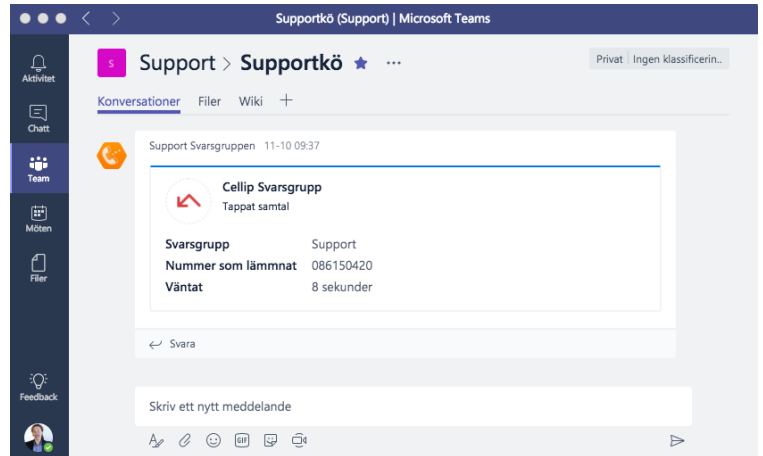 Supportkö (Support) | Microsoft Teams
Aktivitet
Chatt
Team
Möten
Filer
Feedback
S
Support > Supportkö
Privat Ingen klassificerin..
Konversationer Filer Wiki
Support Svarsgruppen 11-10 09:37
Cellip Svarsgrupp
Tappat samtal
Svarsgrupp Support
Nummer som lämmnat 086150420
Väntat 8 sekunder
Svara
Skriv ett nytt meddelande
GIF